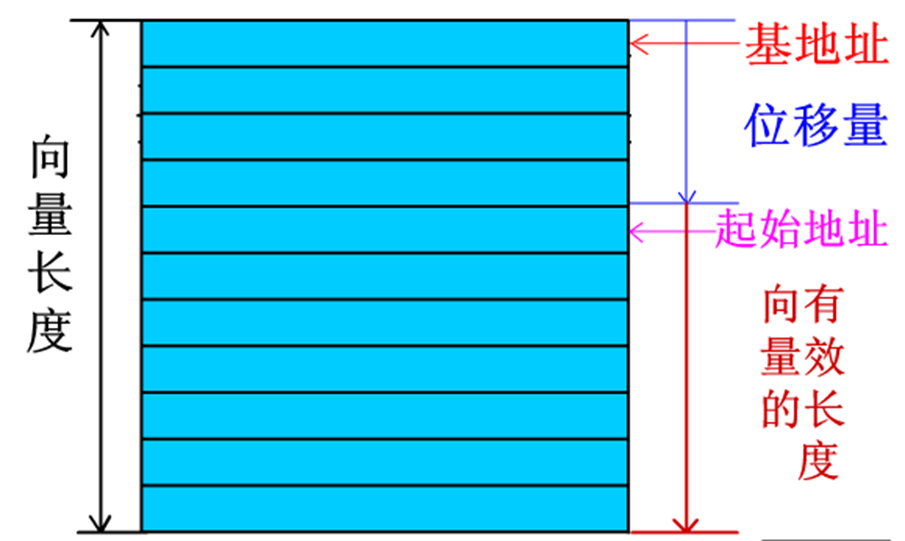 向量长度
基地址
位移量
起始地址
向有
量效
的长
度